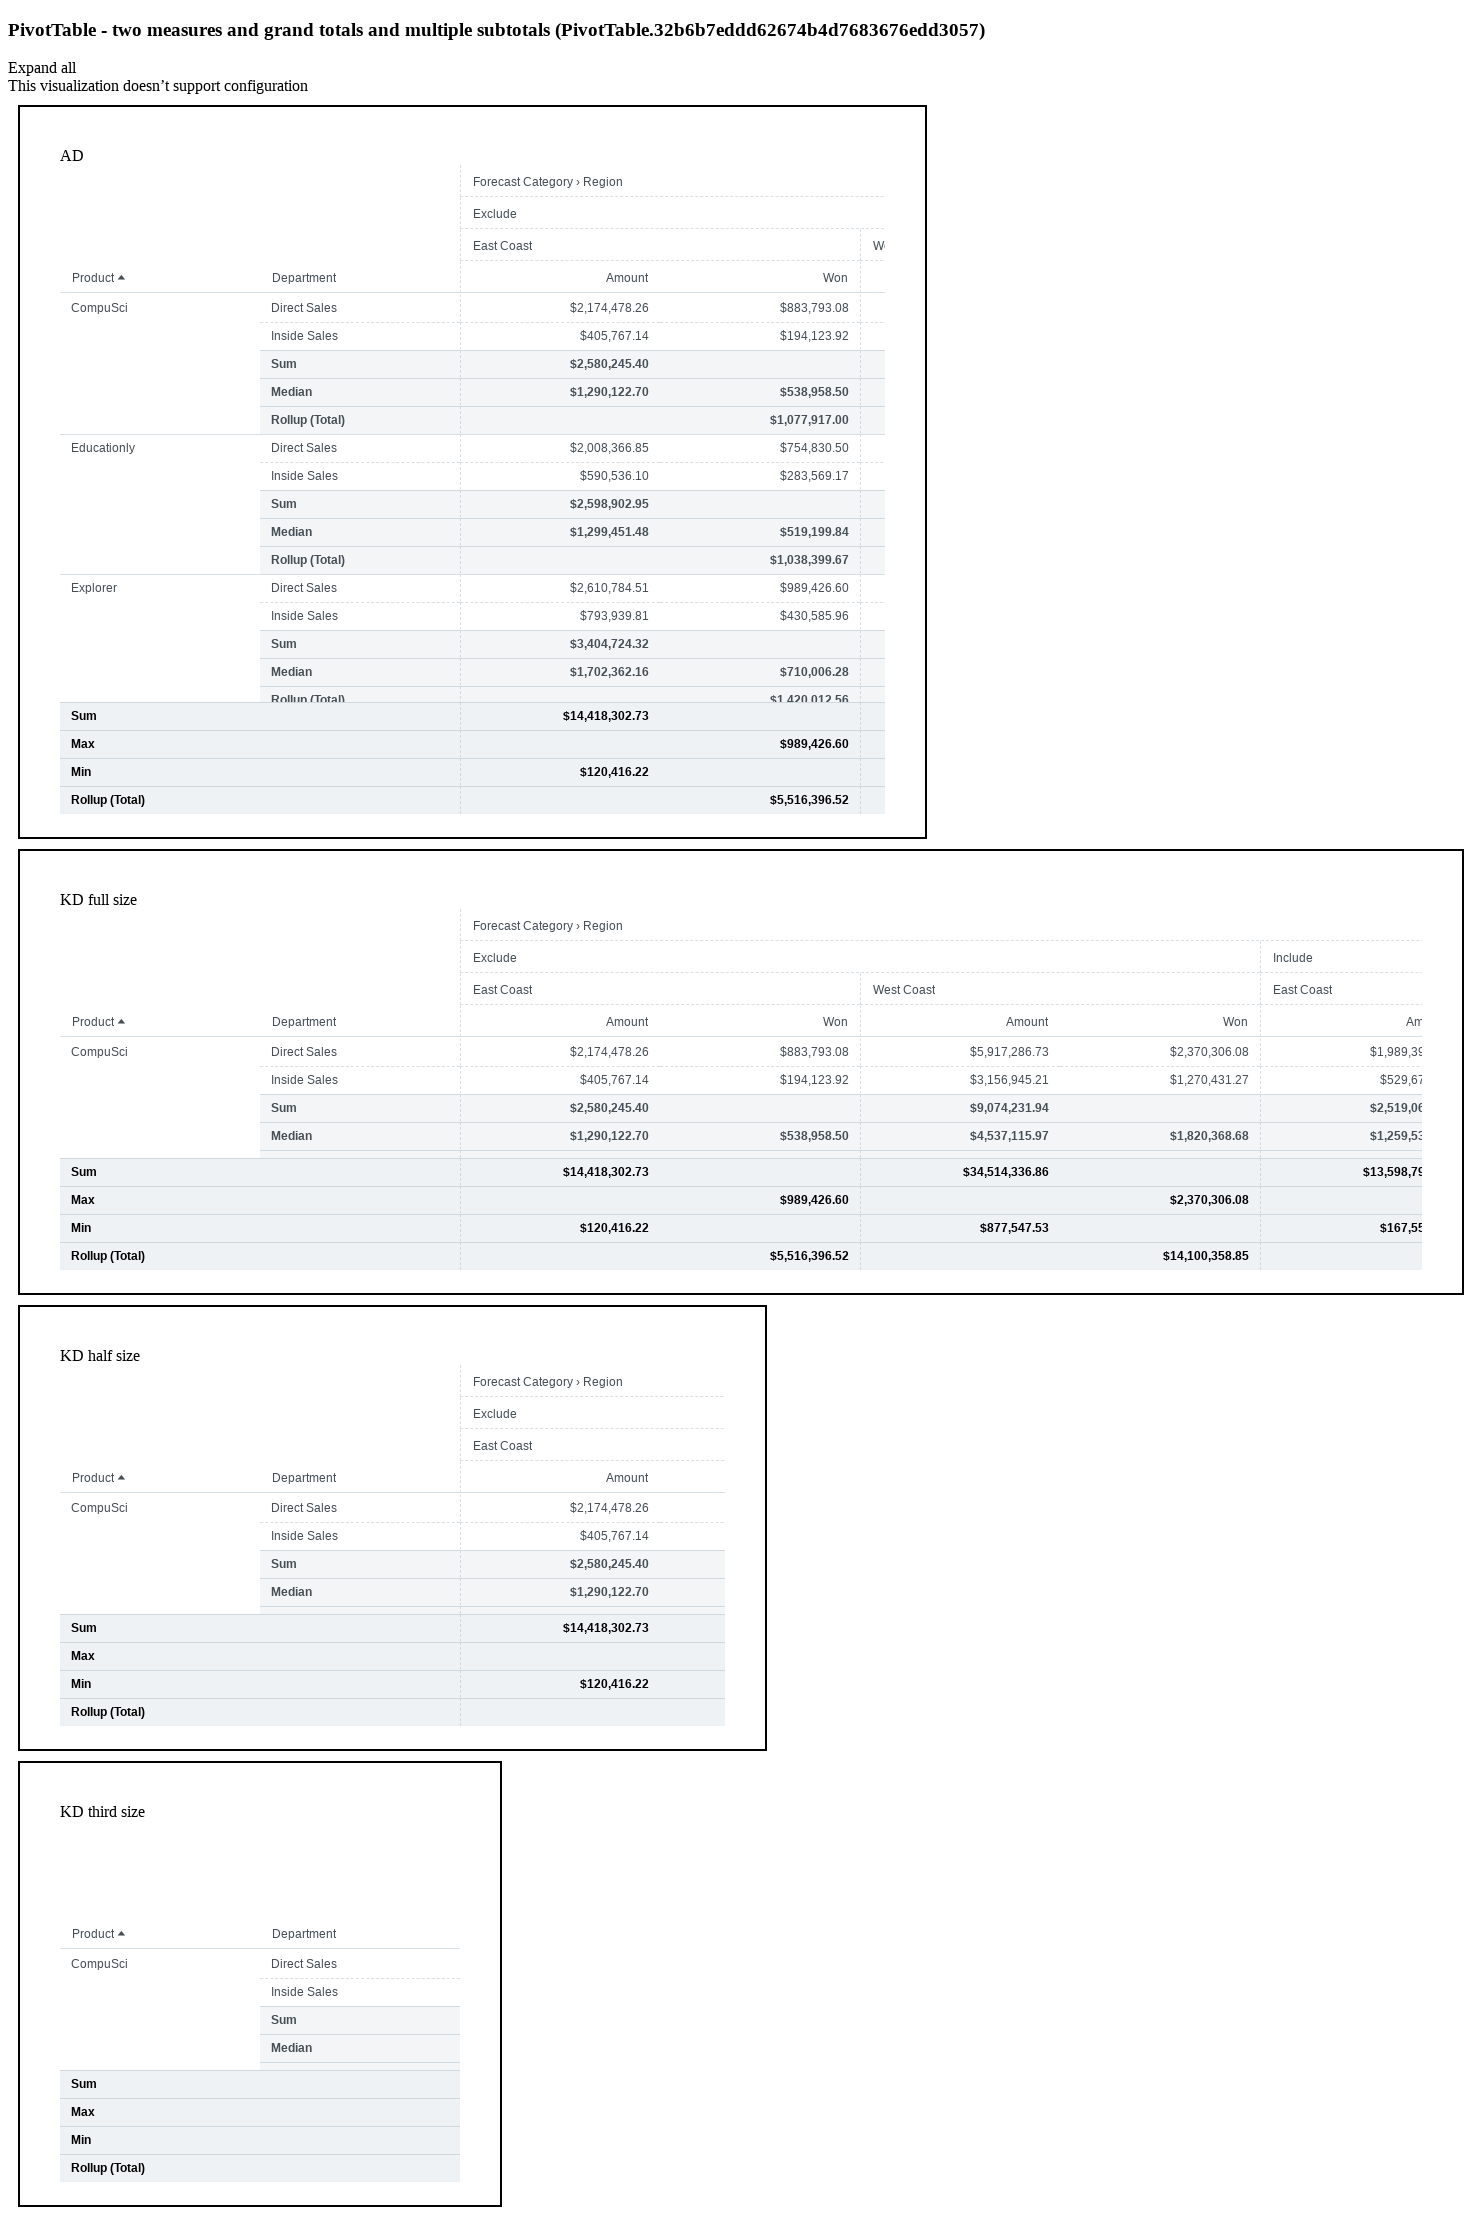 PivotTable - two measures and grand totals and multiple subtotals (PivotTable.32b6b7eddd62674b4d7683676edd3057)
Expand all
This visualization doesn’t support configuration
AD
Forecast Category › Region
Exclude
East Coast
Product Department Amount Won
CompuSci Direct Sales $2,174,478.26 $883,793.08
Inside Sales $405,767.14 $194,123.92
Sum $2,580,245.40
Median $1,290,122.70 $538,958.50
Rollup (Total) $1,077,917.00
Educationly Direct Sales $2,008,366.85 $754,830.50
Inside Sales $590,536.10 $283,569.17
Sum $2,598,902.95
Median $1,299,451.48 $519,199.84
Rollup (Total) $1,038,399.67
Explorer Direct Sales $2,610,784.51 $989,426.60
Inside Sales $793,939.81 $430,585.96
Sum $3,404,724.32
Median $1,702,362.16 $710,006.28
Rollup (Total) $1,420,012.56
Sum $14,418,302.73
Max $989,426.60
Min $120,416.22
Rollup (Total) $5,516,396.52
KD full size
Forecast Category › Region
Exclude Include
East Coast West Coast East Coast
Product Department Amount Won Amount Won Am
CompuSci Direct Sales $2,174,478.26 $883,793.08 $5,917,286.73 $2,370,306.08 $1,989,39
Inside Sales $405,767.14 $194,123.92 $3,156,945.21 $1,270,431.27 $529,67
Sum $2,580,245.40 $9,074,231.94 $2,519,06
Median $1,290,122.70 $538,958.50 $4,537,115.97 $1,820,368.68 $1,259,53
Sum $14,418,302.73 $34,514,336.86 $13,598,79
Max $989,426.60 $2,370,306.08
Min $120,416.22 $877,547.53 $167,55
Rollup (Total) $5,516,396.52 $14,100,358.85
KD half size
Forecast Category › Region
Exclude
East Coast
Product Department Amount
CompuSci Direct Sales $2,174,478.26
Inside Sales $405,767.14
Sum $2,580,245.40
Median $1,290,122.70
Sum $14,418,302.73
Max
Min $120,416.22
Rollup (Total)
KD third size
Product Department
CompuSci Direct Sales
Inside Sales
Sum
Median
Sum
Max
Min
Rollup (Total)